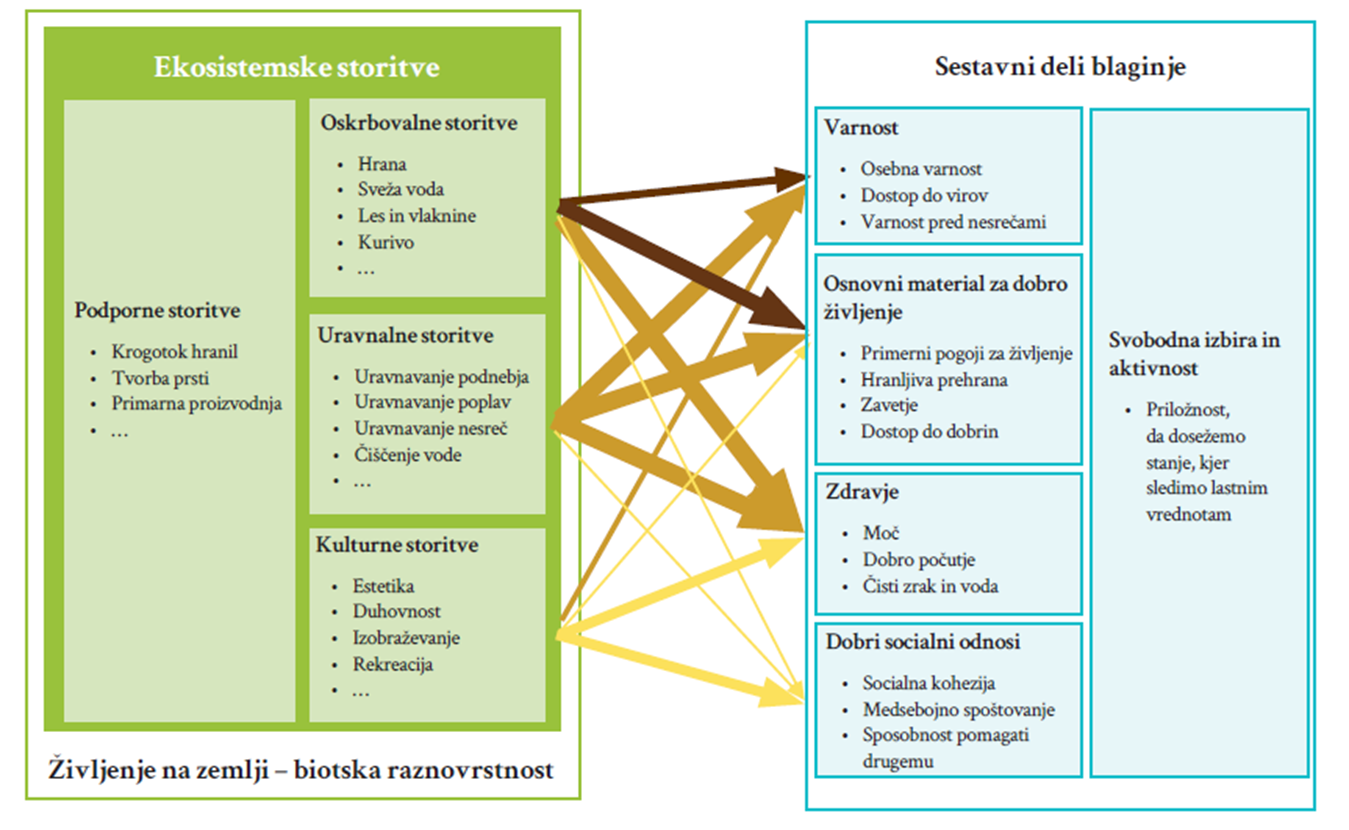 Ekosistemske storitve
Podporne storitve
• Krogotok hranil
• Tvorba prsti
• Primarna proizvodnja
• …
Oskrbovalne storitve
• Hrana
• Sveža voda
• Les in vlaknine
• Kurivo
• …
Uravnalne storitve
• Uravnavanje podnebja
• Uravnavanje poplav
• Uravnavanje nesreč
• Čiščenje vode
• …
Kulturne storitve
• Estetika
• Duhovnost
• Izobraževanje
• Rekreacija
• …
Življenje na zemlji – biotska raznovrstnost
Sestavni deli blaginje
Varnost
• Osebna varnost
• Dostop do virov
• Varnost pred nesrečami
Osnovni material za dobro
življenje
• Primerni pogoji za življenje
• Hranljiva prehrana
• Zavetje
• Dostop do dobrin
Zdravje
• Moč
• Dobro počutje
• Čisti zrak in voda
Dobri socialni odnosi
• Socialna kohezija
• Medsebojno spoštovanje
• Sposobnost pomagati
drugemu
Svobodna izbira in
aktivnost
• Priložnost,
da dosežemo
stanje, kjer
sledimo lastnim
vrednotam